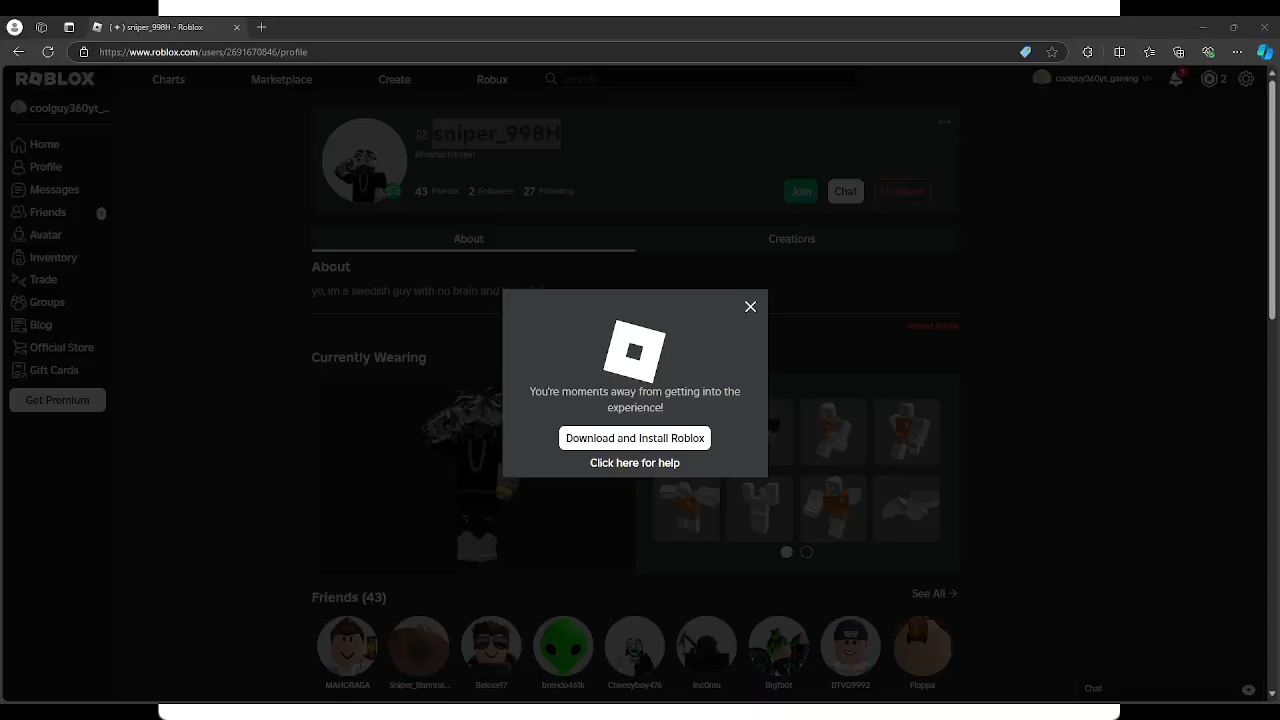 ( ✦ ) sniper_998H - Roblox
https://www.roblox.com/users/2691670846/profile
ROBLOX
Charts
Marketplace
Create
Robux
Search
coolguy360yt_gaming
2
coolguy360yt_...
Home
Profile
Messages
Friends
Avatar
Inventory
Trade
Groups
Blog
Official Store
Gift Cards
Get Premium
sniper_998H
43 Friends 2 Followers 27 Following
Join
Chat
Unfriend
About
Creations
About
yo, im a swedish guy with no brain and
Currently Wearing
You're moments away from getting into the
experience!
Download and Install Roblox
Click here for help
Friends (43)
See All →
MAHORAGA
Sniper_Bannna...
Belose17
brendo461k
Cheesyboy476
Inc0mu
Bigfoot
DTVG9992
Floppa
Chat